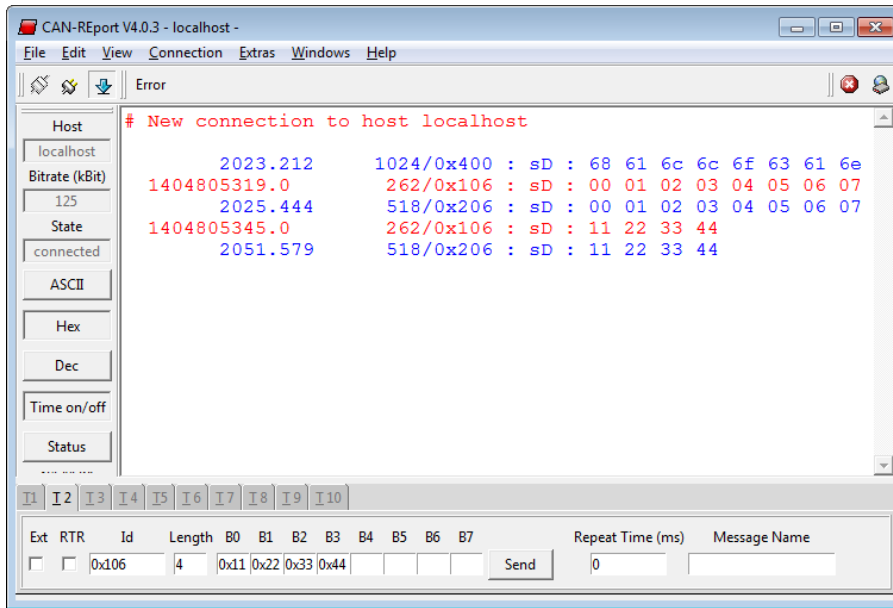 CAN-REport V4.0.3 - localhost -
File Edit View Connection Extras Windows Help
Error
Host
localhost
Bitrate (kBit)
125
State
connected
ASCII
Hex
Dec
Time on/off
Status
# New connection to host localhost
2023.212 1024/0x400 : sD : 68 61 6c 6c 6f 63 61 6e
1404805319.0 262/0x106 : sD : 00 01 02 03 04 05 06 07
2025.444 518/0x206 : sD : 00 01 02 03 04 05 06 07
1404805345.0 262/0x106 : sD : 11 22 33 44
2051.579 518/0x206 : sD : 11 22 33 44
T1 T2 T3 T4 T5 T6 T7 T8 T9 T10
Ext RTR Id Length B0 B1 B2 B3 B4 B5 B6 B7 Repeat Time (ms) Message Name
0x106 4 0x11 0x22 0x33 0x44 Send 0